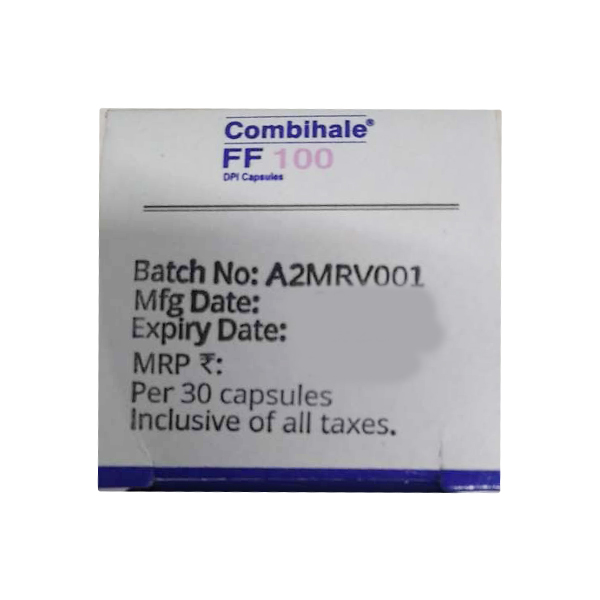 Combihale®
FF 100
DPI Capsules
Batch No: A2MRV001
Mfg Date:
Expiry Date:
MRP ₹:
Per 30 capsules
Inclusive of all taxes.